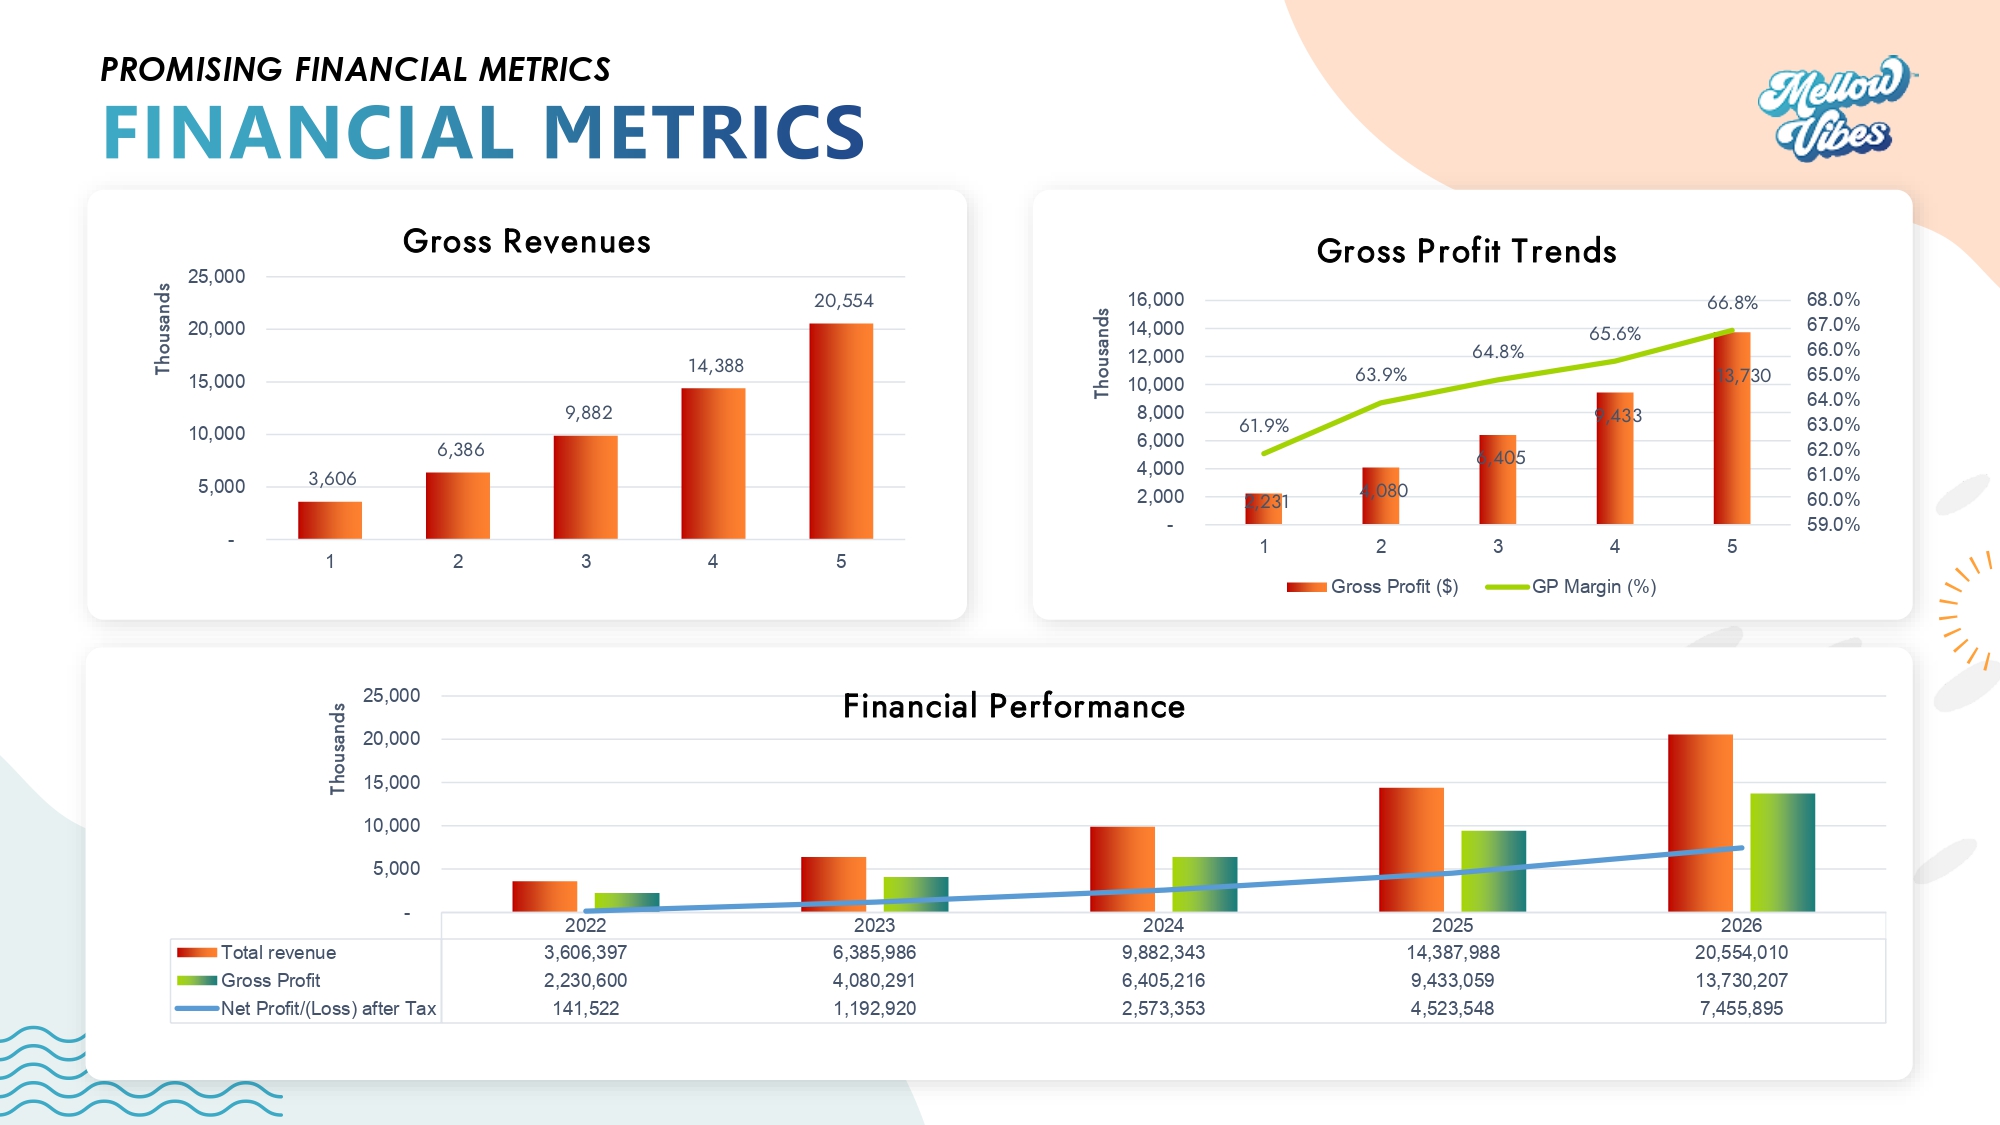 PROMISING FINANCIAL METRICS
FINANCIAL METRICS
Mellow
Vibes
Gross Revenues
Thousands
25,000
20,000
15,000
10,000
5,000
-
3,606
6,386
9,882
14,388
20,554
1 2 3 4 5
Gross Profit Trends
Thousands
16,000
14,000
12,000
10,000
8,000
6,000
4,000
2,000
-
61.9%
63.9%
64.8%
65.6%
66.8%
2,231
4,080
6,405
9,433
13,730
68.0%
67.0%
66.0%
65.0%
64.0%
63.0%
62.0%
61.0%
60.0%
59.0%
1 2 3 4 5
Gross Profit ($) GP Margin (%)
Financial Performance
Thousands
25,000
20,000
15,000
10,000
5,000
-
2022 2023 2024 2025 2026
Total revenue 3,606,397 6,385,986 9,882,343 14,387,988 20,554,010
Gross Profit 2,230,600 4,080,291 6,405,216 9,433,059 13,730,207
Net Profit/(Loss) after Tax 141,522 1,192,920 2,573,353 4,523,548 7,455,895